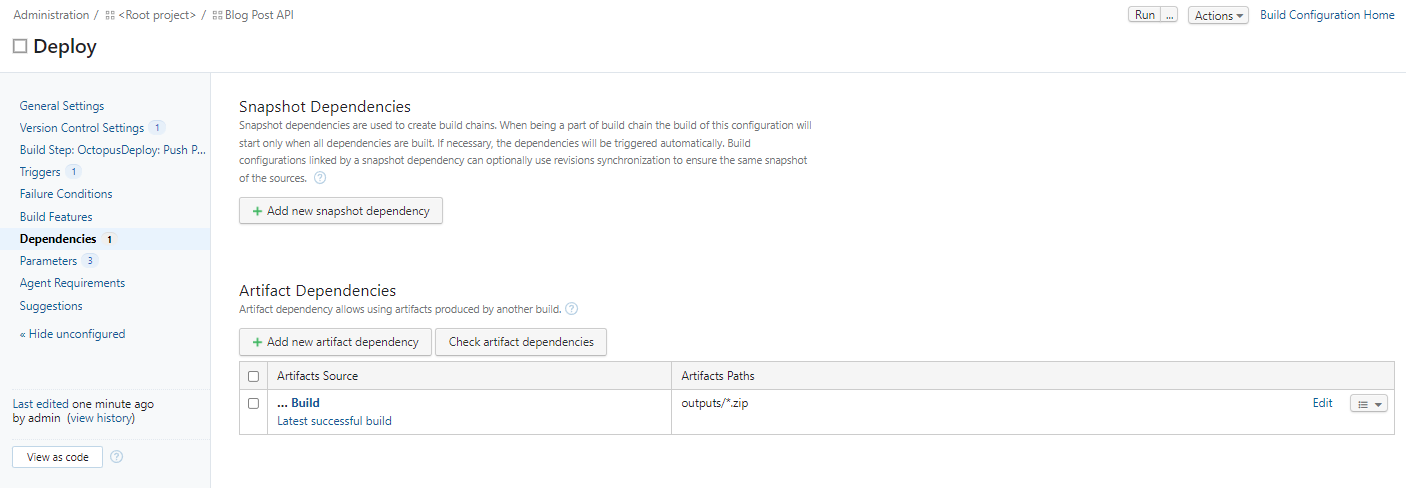 Administration / <Root project> / Blog Post API
Run ... Actions Build Configuration Home
Deploy
General Settings
Version Control Settings 1
Build Step: OctopusDeploy: Push P...
Triggers 1
Failure Conditions
Build Features
Dependencies 1
Parameters 3
Agent Requirements
Suggestions
« Hide unconfigured
Last edited one minute ago
by admin (view history)
View as code ?
Snapshot Dependencies
Snapshot dependencies are used to create build chains. When being a part of build chain the build of this configuration will
start only when all dependencies are built. If necessary, the dependencies will be triggered automatically. Build
configurations linked by a snapshot dependency can optionally use revisions synchronization to ensure the same snapshot
of the sources. ?
+ Add new snapshot dependency
Artifact Dependencies
Artifact dependency allows using artifacts produced by another build. ?
+ Add new artifact dependency Check artifact dependencies
Artifacts Source Artifacts Paths
... Build outputs/*.zip Edit
Latest successful build